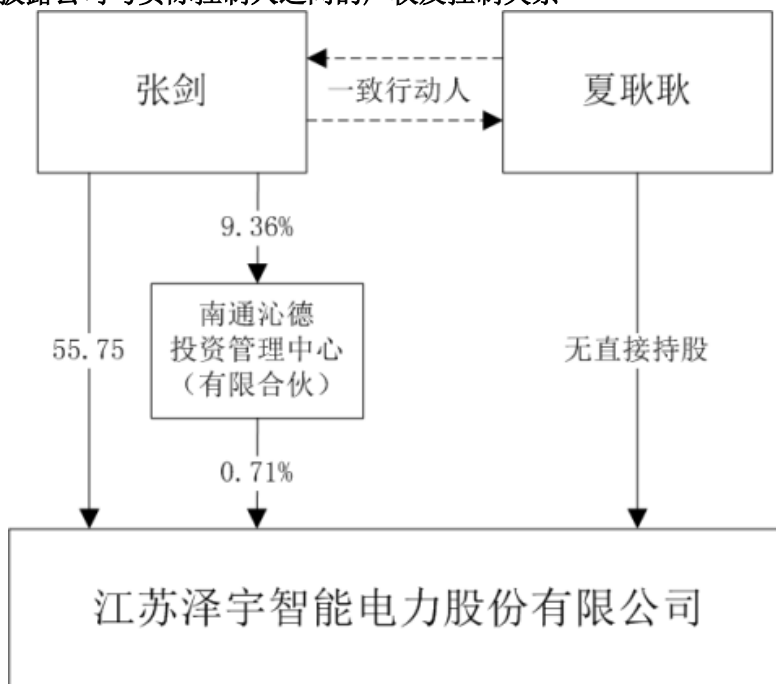 张剑
一致行动人
夏耿耿
9.36%
南通沁德
投资管理中心
（有限合伙）
55.75
无直接持股
0.71%
江苏泽宇智能电力股份有限公司